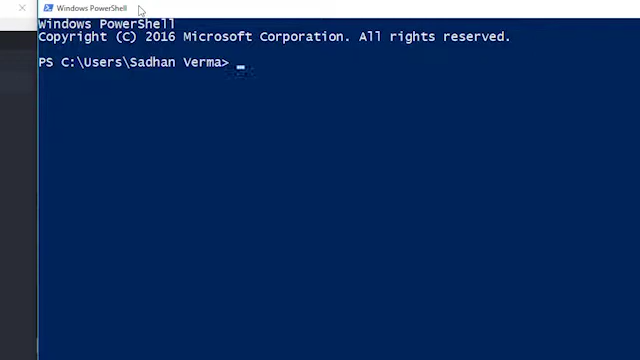 Windows PowerShell
Windows PowerShell
Copyright (C) 2016 Microsoft Corporation. All rights reserved.
PS C:\Users\Sadhan Verma>